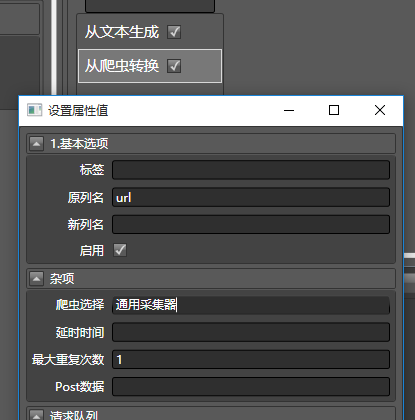 从文本生成
从爬虫转换
设置属性值
1.基本选项
标签
原列名 url
新列名
启用
杂项
爬虫选择 通用采集器
延时时间
最大重复次数 1
Post数据
请求队列